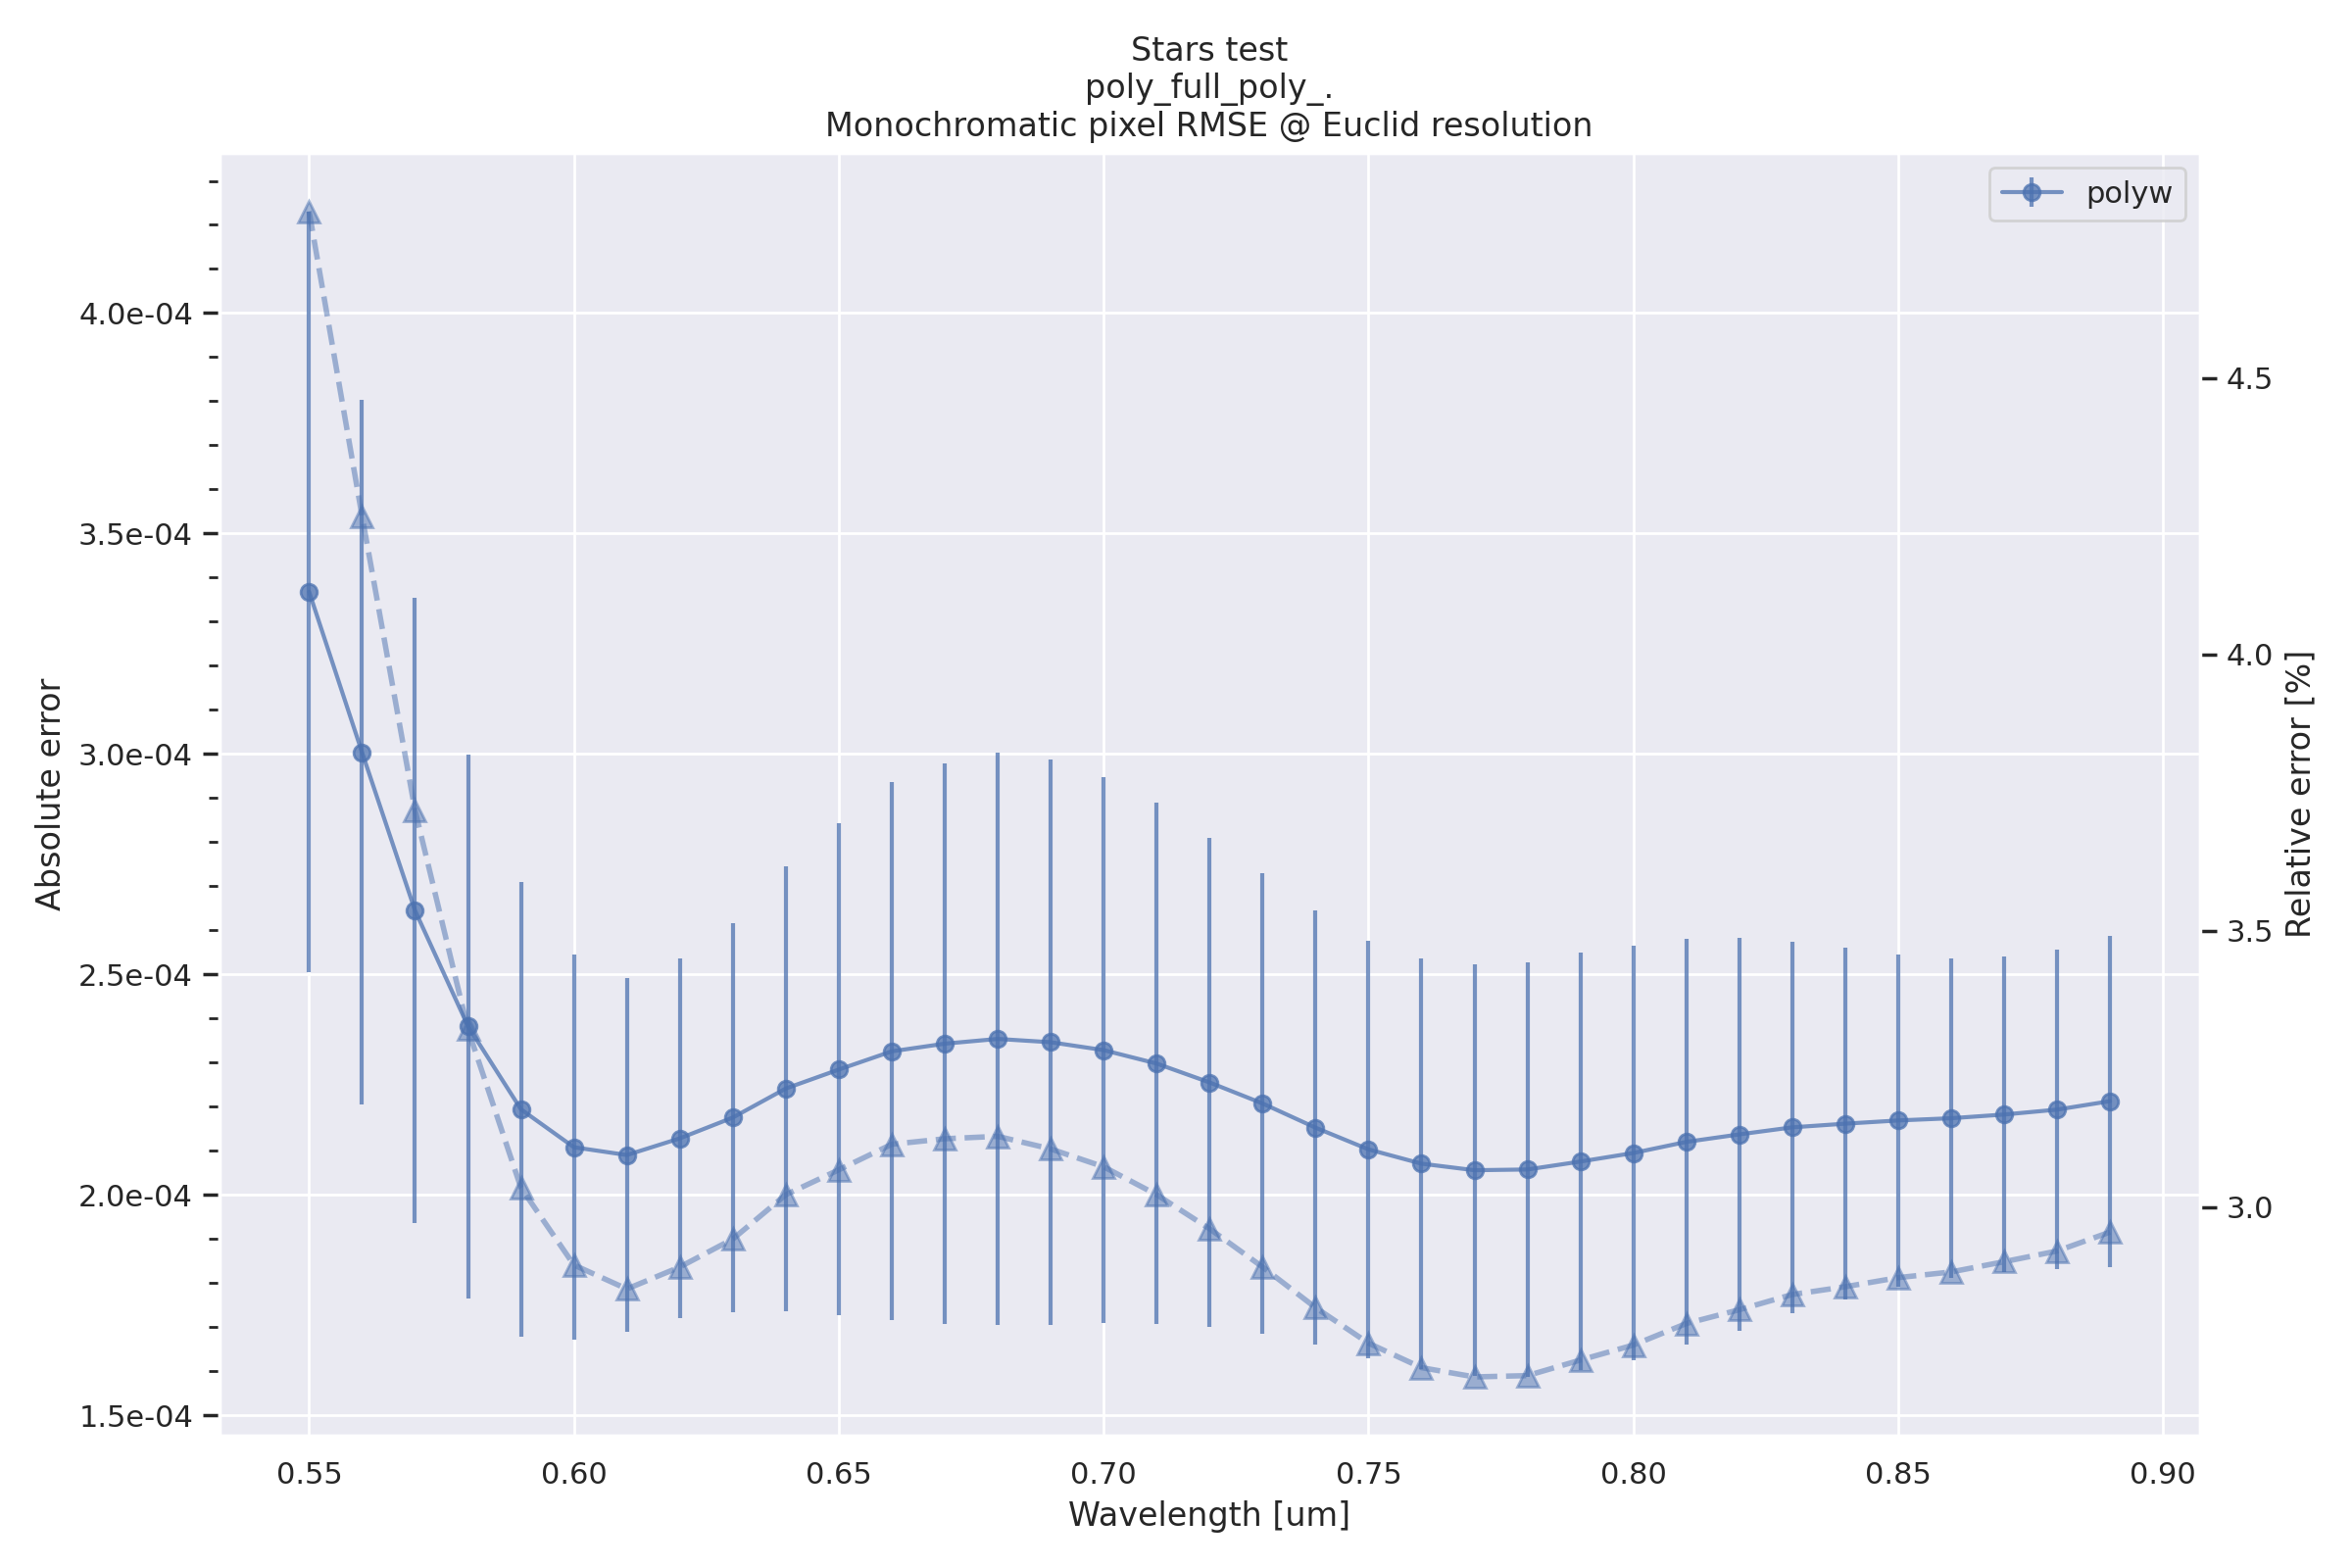 Stars test
poly_full_poly_.
Monochromatic pixel RMSE @ Euclid resolution
polyw
4.0e-04
3.5e-04
3.0e-04
2.5e-04
2.0e-04
1.5e-04
Absolute error
4.5
4.0
3.5
3.0
Relative error [%]
0.55 0.60 0.65 0.70 0.75 0.80 0.85 0.90
Wavelength [um]